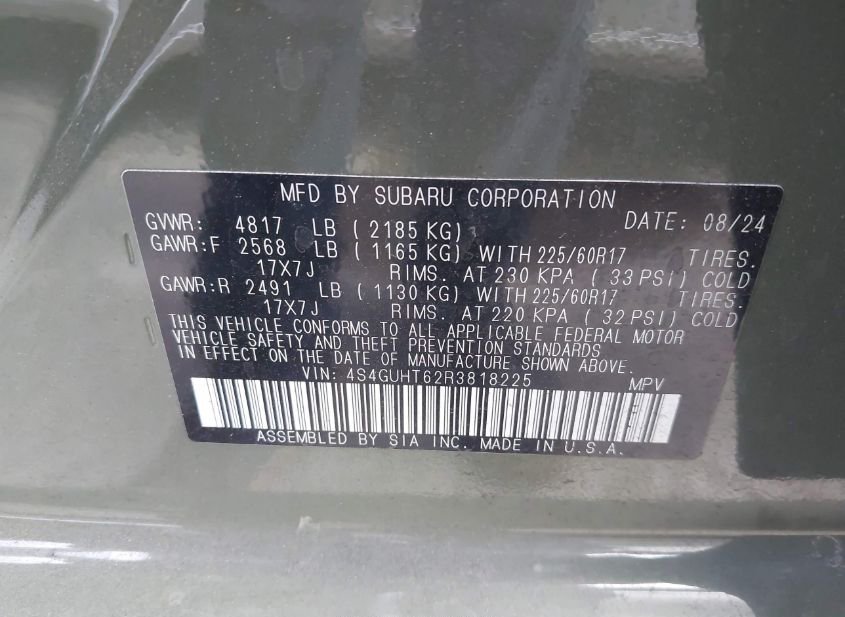 MFD BY SUBARU CORPORATION
GVWR: 4817 LB ( 2185 KG) DATE: 08/24
GAWR:F 2568 LB ( 1165 KG) WITH 225/60R17 TIRES.
17X7J RIMS. AT 230 KPA ( 33 PSI) COLD
GAWR:R 2491 LB ( 1130 KG) WITH 225/60R17 TIRES.
17X7J RIMS. AT 220 KPA ( 32 PSI) COLD
THIS VEHICLE CONFORMS TO ALL APPLICABLE FEDERAL MOTOR
VEHICLE SAFETY AND THEFT PREVENTION STANDARDS
IN EFFECT ON THE DATE OF MANUFACTURE SHOWN ABOVE.
VIN: 4S4GUHT62R3818225 MPV
ASSEMBLED BY SIA INC. MADE IN U.S.A.